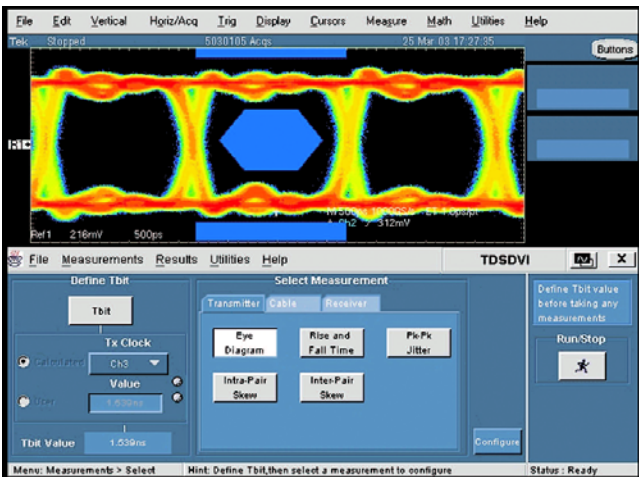 File Edit Vertical Horiz/Acq Trig Display Cursors Measure Math Utilities Help
Tek Stopped 5030105 Acqs 25 Mar 03 17:27:35
Buttons
Ref1 216mV 500ps
Ch2 312mV
File Measurements Results Utilities Help TDSDVI X
Define Tbit
Tbit
Tx Clock
Calculated Ch3
Value
User 1.539ns
Tbit Value 1.539ns
Select Measurement
Transmitter Cable Receiver
Eye Diagram
Rise and Fall Time
Pk-Pk Jitter
Intra-Pair Skew
Inter-Pair Skew
Configure
Define Tbit value
before taking any
measurements
Run/Stop
Menu: Measurements > Select Hint: Define Tbit,then select a measurement to configure Status : Ready